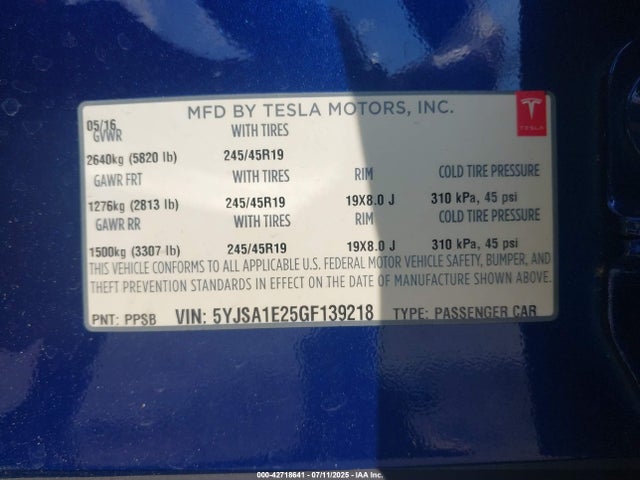 MFD BY TESLA MOTORS, INC.
05/16
GVWR WITH TIRES
2640kg (5820 lb) 245/45R19
GAWR FRT WITH TIRES RIM COLD TIRE PRESSURE
1276kg (2813 lb) 245/45R19 19X8.0 J 310 kPa, 45 psi
GAWR RR WITH TIRES RIM COLD TIRE PRESSURE
1500kg (3307 lb) 245/45R19 19X8.0 J 310 kPa, 45 psi
THIS VEHICLE CONFORMS TO ALL APPLICABLE U.S. FEDERAL MOTOR VEHICLE SAFETY, BUMPER, AND
THEFT PREVENTION STANDARDS IN EFFECT ON THE DATE OF MANUFACTURE SHOWN ABOVE.
PNT: PPSB VIN: 5YJSA1E25GF139218 TYPE: PASSENGER CAR
TESLA
000-42718641 - 07/11/2025 - IAA Inc.